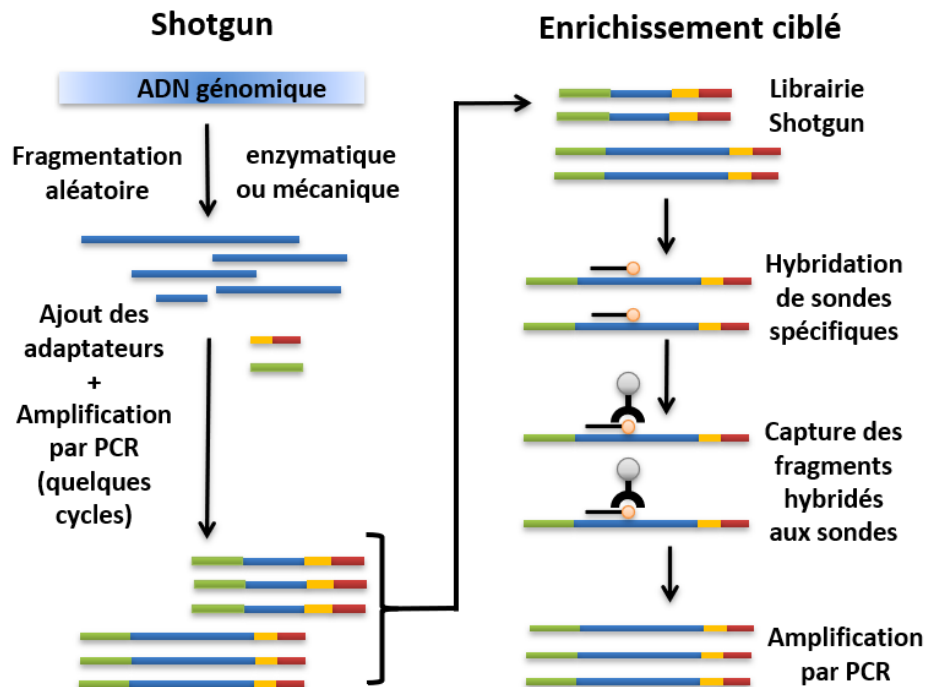 Shotgun
ADN génomique
Fragmentation
aléatoire
enzymatique
ou mécanique
Ajout des
adaptateurs
+
Amplification
par PCR
(quelques
cycles)
Enrichissement ciblé
Librairie
Shotgun
Hybridation
de sondes
spécifiques
Capture des
fragments
hybridés
aux sondes
Amplification
par PCR